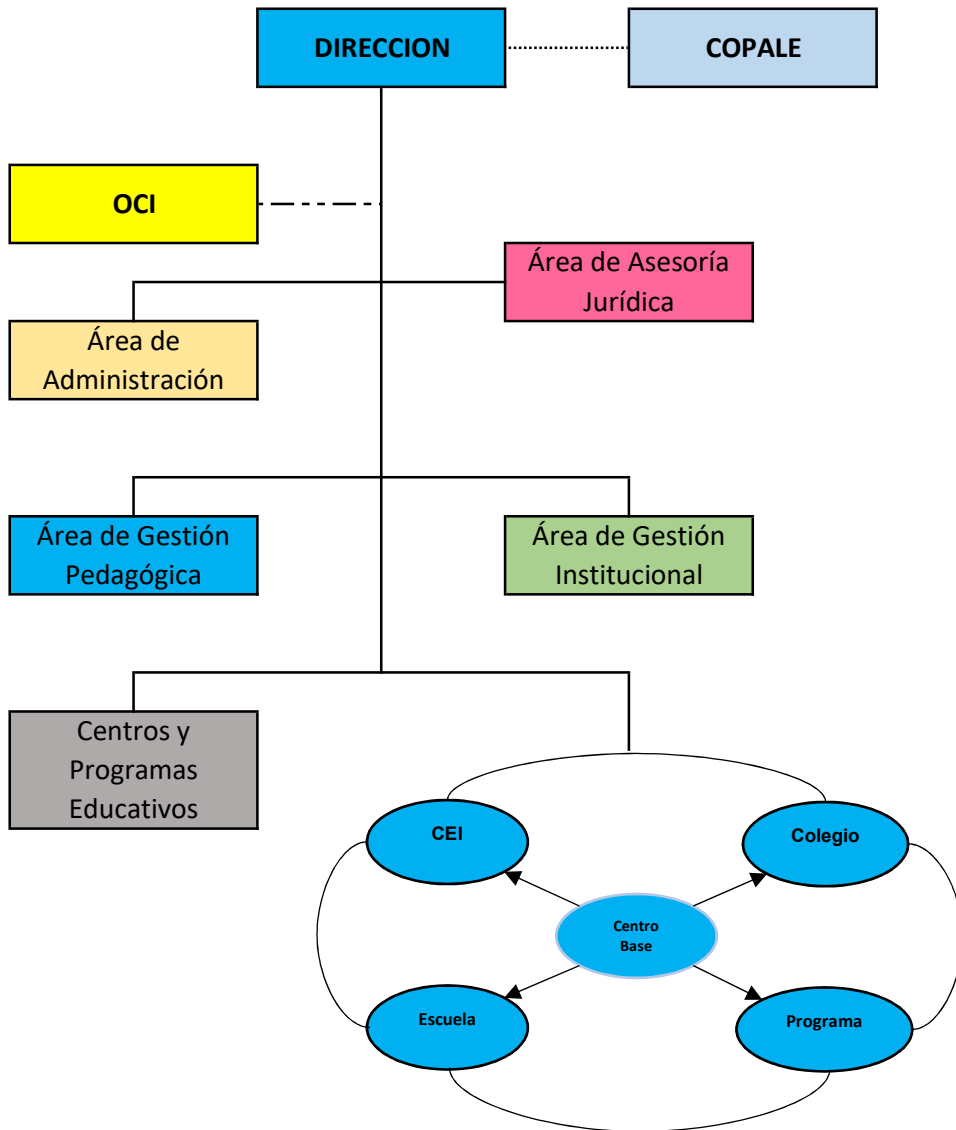 DIRECCION
COPALE
OCI
Área de Asesoría
Jurídica
Área de
Administración
Área de Gestión
Pedagógica
Área de Gestión
Institucional
Centros y
Programas
Educativos
CEI
Colegio
Centro
Base
Escuela
Programa